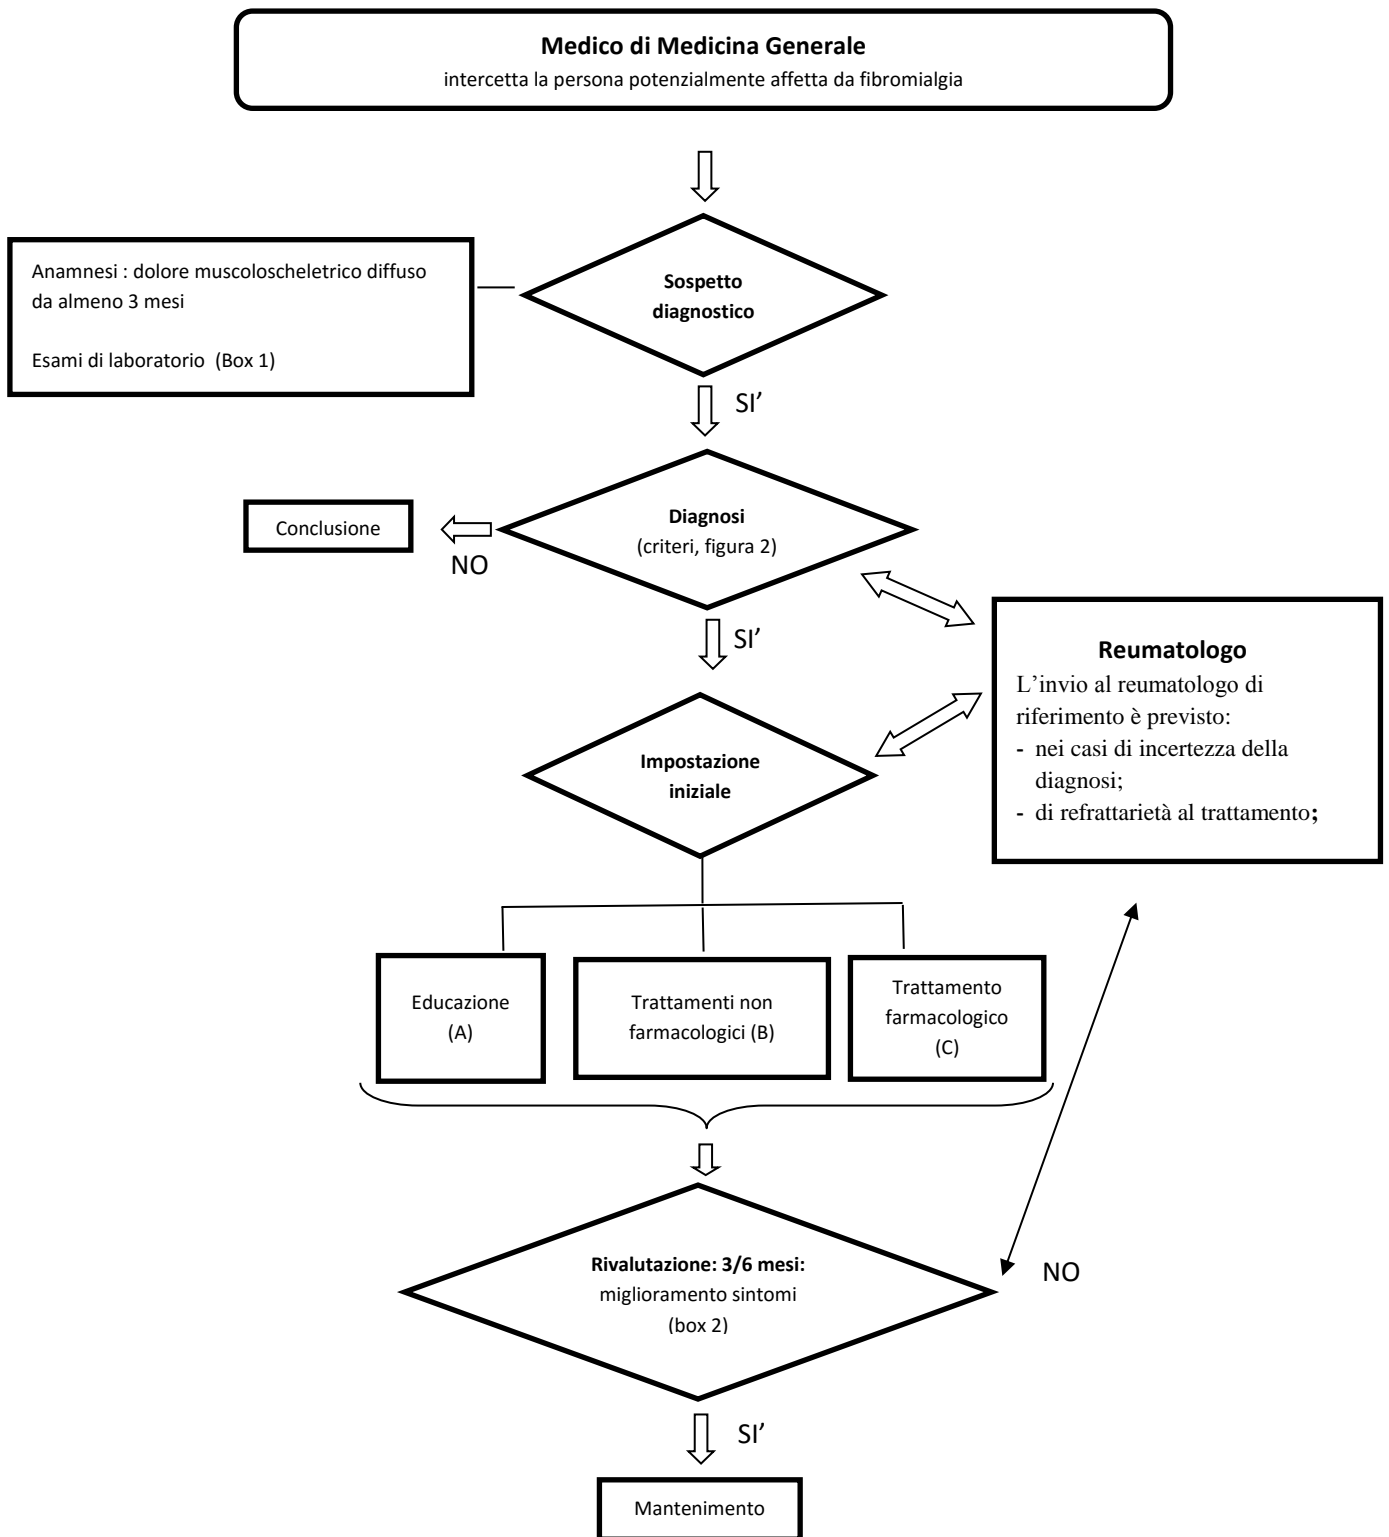 Medico di Medicina Generale
intercetta la persona potenzialmente affetta da fibromialgia
Anamnesi : dolore muscoloscheletrico diffuso
da almeno 3 mesi
Esami di laboratorio  (Box 1)
Sospetto
diagnostico
SI’
Diagnosi
(criteri, figura 2)
Conclusione
NO
SI’
Reumatologo
L’invio al reumatologo di
riferimento è previsto:
- nei casi di incertezza della
diagnosi;
- di refrattarietà al trattamento;
Impostazione
iniziale
Educazione
(A)
Trattamenti non
farmacologici (B)
Trattamento
farmacologico
(C)
Rivalutazione: 3/6 mesi:
miglioramento sintomi
(box 2)
NO
SI’
Mantenimento